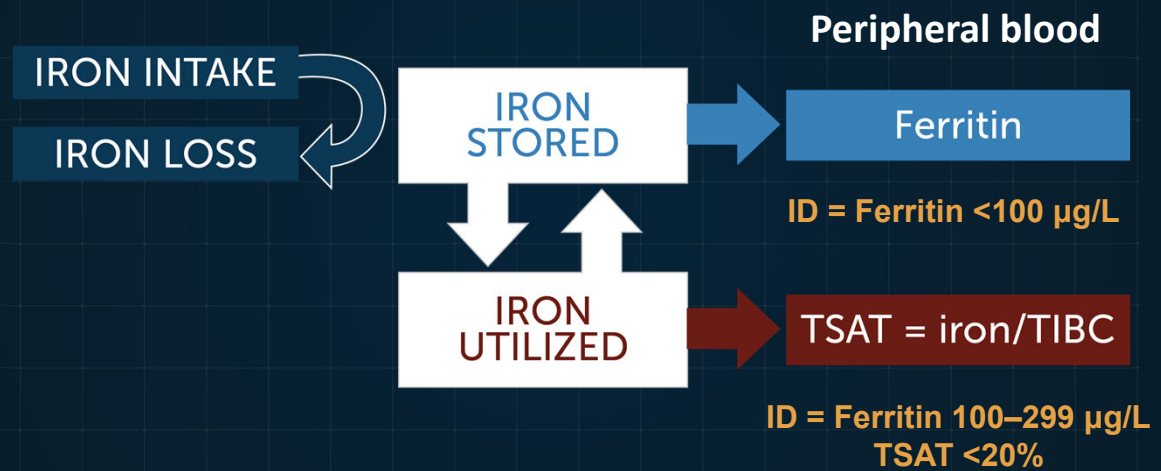 Peripheral blood
IRON INTAKE
IRON LOSS
IRON
STORED
Ferritin
ID = Ferritin <100 µg/L
IRON
UTILIZED
TSAT = iron/TIBC
ID = Ferritin 100–299 µg/L
TSAT <20%